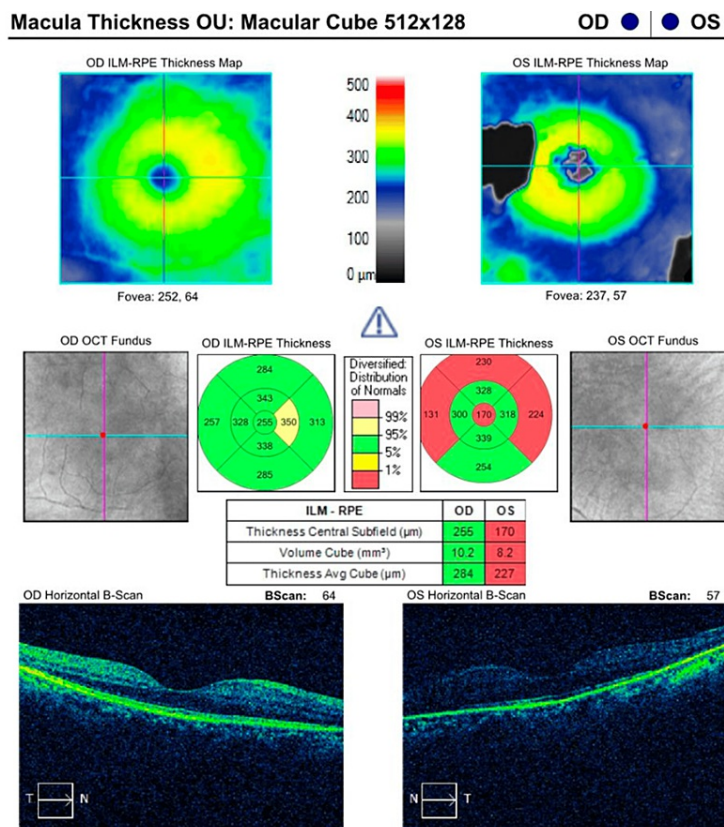 Macula Thickness OU: Macular Cube 512x128 OD OS
OD ILM-RPE Thickness Map
OS ILM-RPE Thickness Map
500
400
300
200
100
0 µm
Fovea: 252, 64
Fovea: 237, 57
OD OCT Fundus
OD ILM-RPE Thickness
OS ILM-RPE Thickness
OS OCT Fundus
284
343
257 328 255 350 313
338
285
Diversified:
Distribution
of Normals
99%
95%
5%
1%
230
328
131 300 170 318 224
339
254
ILM - RPE OD OS
Thickness Central Subfield (µm) 255 170
Volume Cube (mm³) 10.2 8.2
Thickness Avg Cube (µm) 284 227
OD Horizontal B-Scan BScan: 64
OS Horizontal B-Scan BScan: 57
T N
N T